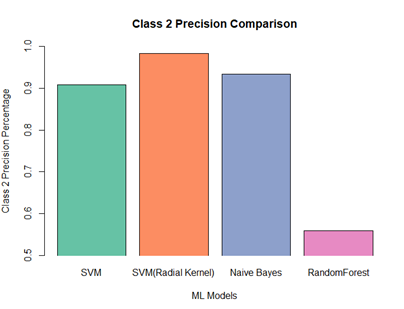 Class 2 Precision Comparison
Class 2 Precision Percentage
1.0
0.9
0.8
0.7
0.6
0.5
SVM SVM(Radial Kernel) Naive Bayes RandomForest
ML Models